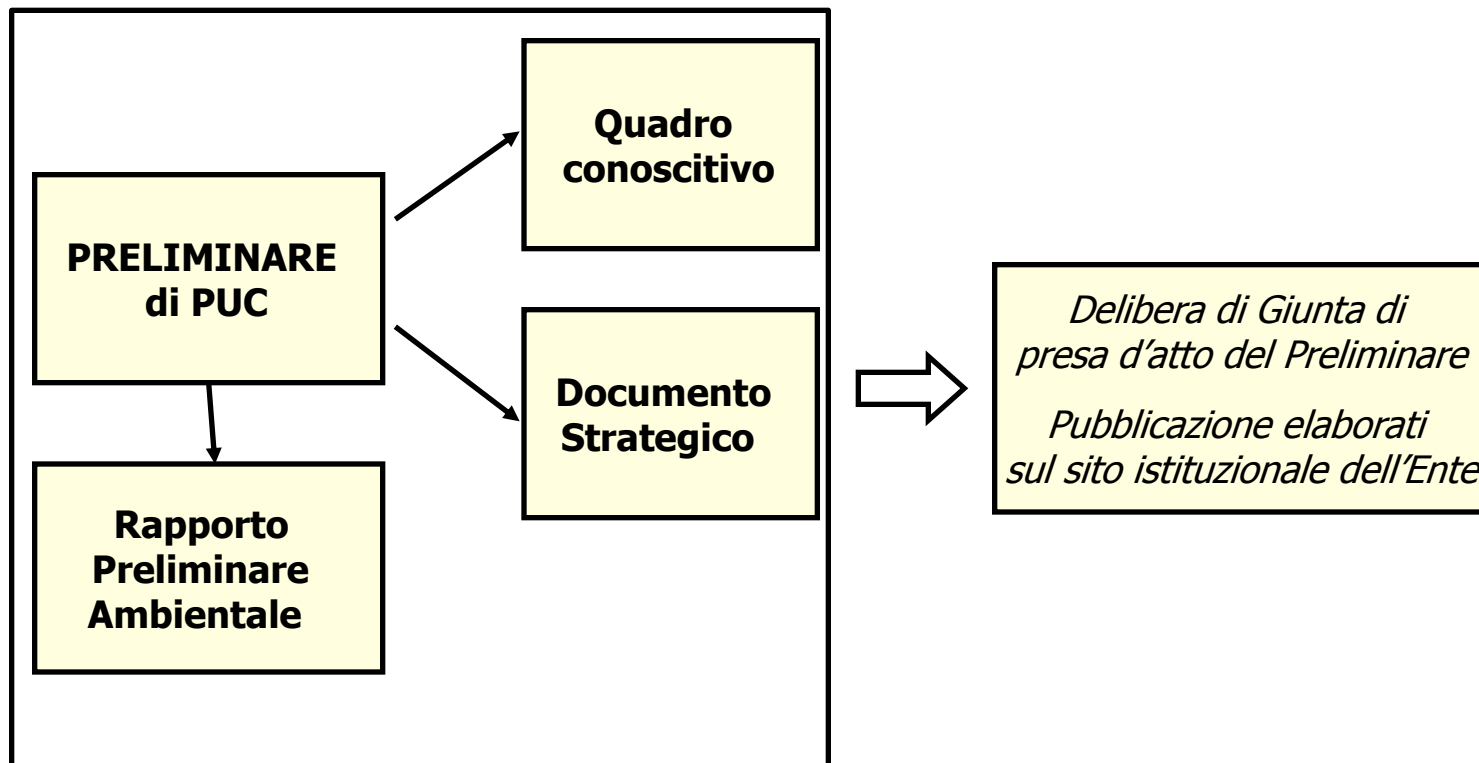 PRELIMINARE
di PUC
Quadro
conoscitivo
Documento
Strategico
Rapporto
Preliminare
Ambientale
Delibera di Giunta di
presa d'atto del Preliminare
Pubblicazione elaborati
sul sito istituzionale dell'Ente